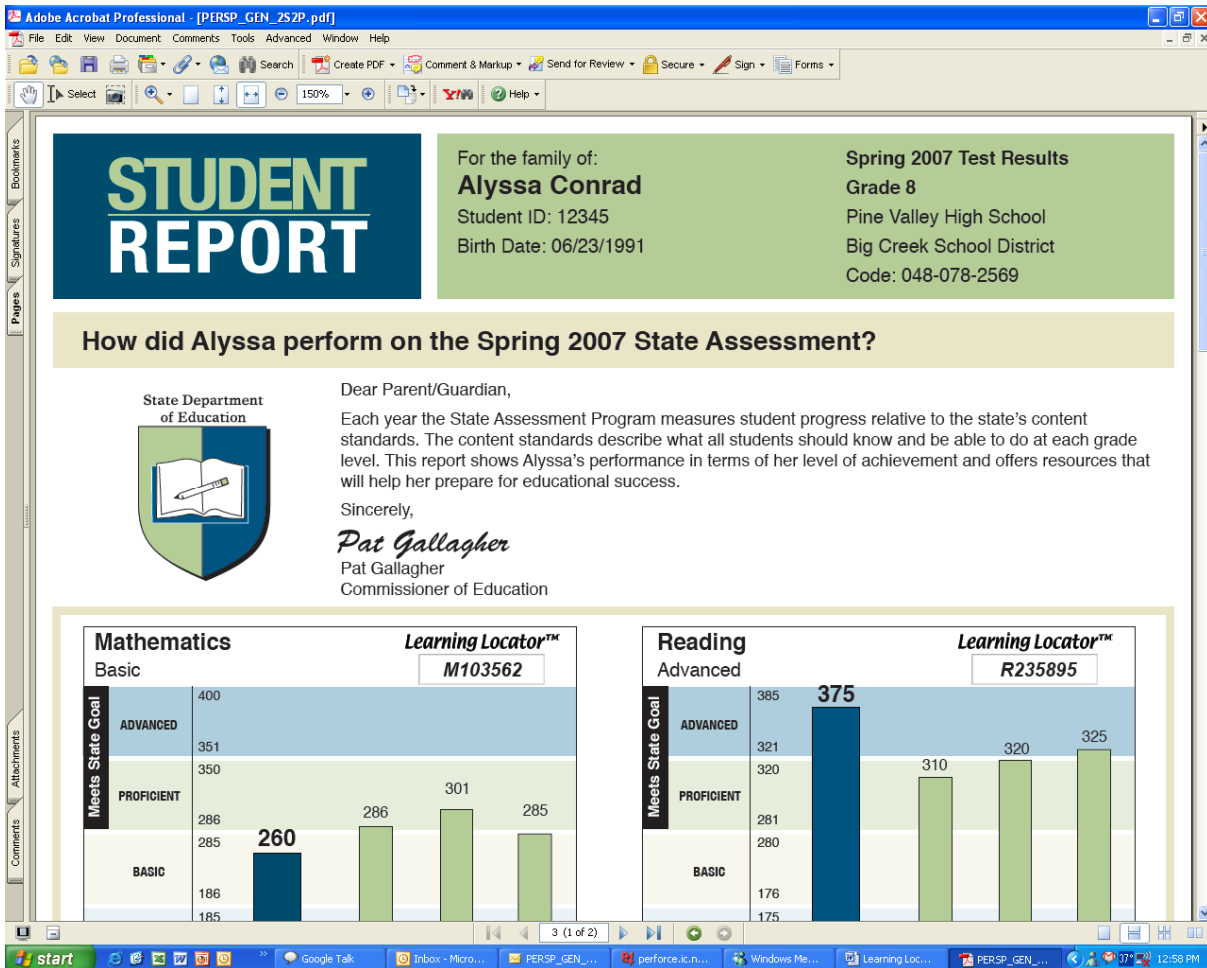 Adobe Acrobat Professional - [PERSP_GEN_2S2P.pdf]
File Edit View Document Comments Tools Advanced Window Help
Search Create PDF Comment & Markup Send for Review Secure Sign Forms
Select 150% Y! Help
Bookmarks
Signatures
Pages
Attachments
Comments
STUDENT
REPORT
For the family of:
Alyssa Conrad
Student ID: 12345
Birth Date: 06/23/1991
Spring 2007 Test Results
Grade 8
Pine Valley High School
Big Creek School District
Code: 048-078-2569
How did Alyssa perform on the Spring 2007 State Assessment?
State Department
of Education
Dear Parent/Guardian,
Each year the State Assessment Program measures student progress relative to the state's content
standards. The content standards describe what all students should know and be able to do at each grade
level. This report shows Alyssa's performance in terms of her level of achievement and offers resources that
will help her prepare for educational success.
Sincerely,
Pat Gallagher
Pat Gallagher
Commissioner of Education
Mathematics Learning Locator™
Basic M103562
Meets State Goal
ADVANCED
400
351
PROFICIENT
350
286
BASIC
285
186
185
260
286
301
285
Reading Learning Locator™
Advanced R235895
Meets State Goal
ADVANCED
385
321
PROFICIENT
320
281
BASIC
280
176
175
375
310
320
325
3 (1 of 2)
start » Google Talk Inbox - Micro... PERSP_GEN_... perforce.ic.n... Windows Me... Learning Loc... PERSP_GEN_... 37° 12:58 PM